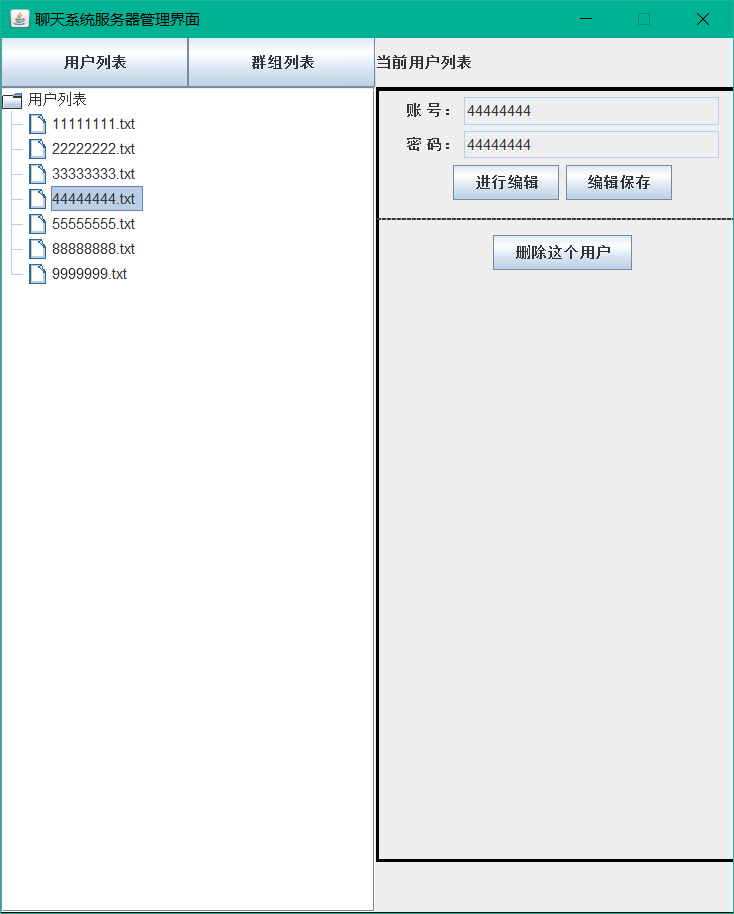 聊天系统服务器管理界面
用户列表 群组列表 当前用户列表
用户列表
11111111.txt
22222222.txt
33333333.txt
44444444.txt
55555555.txt
88888888.txt
9999999.txt
账 号： 44444444
密 码： 44444444
进行编辑 编辑保存
删除这个用户